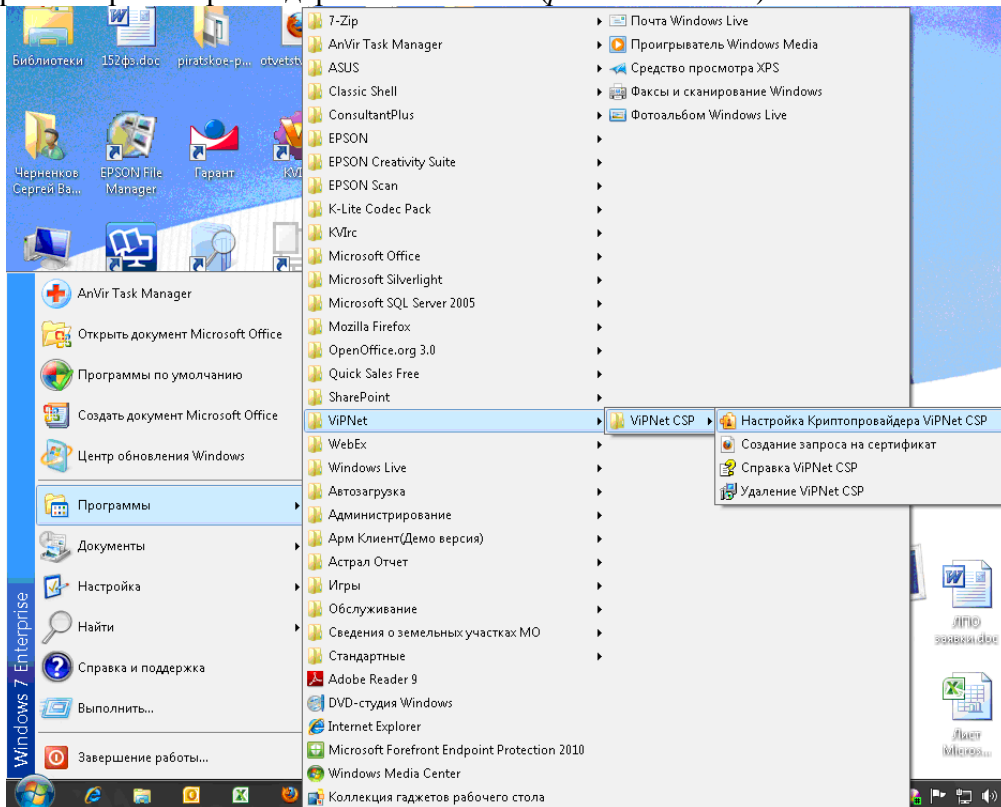 Библиотеки
152фз.doc
piratskoe-p...
Черненков
Сергей Ва...
EPSON File
Manager
Гарант
AnVir Task Manager
Открыть документ Microsoft Office
Программы по умолчанию
Создать документ Microsoft Office
Центр обновления Windows
Программы
Документы
Настройка
Найти
Справка и поддержка
Выполнить...
Завершение работы...
Windows 7 Enterprise
7-Zip
AnVir Task Manager
ASUS
Classic Shell
ConsultantPlus
EPSON
EPSON Creativity Suite
EPSON Scan
K-Lite Codec Pack
KVIrc
Microsoft Office
Microsoft Silverlight
Microsoft SQL Server 2005
Mozilla Firefox
OpenOffice.org 3.0
Quick Sales Free
SharePoint
ViPNet
WebEx
Windows Live
Автозагрузка
Администрирование
Арм Клиент(Демо версия)
Астрал Отчет
Игры
Обслуживание
Сведения о земельных участках МО
Стандартные
Adobe Reader 9
DVD-студия Windows
Internet Explorer
Microsoft Forefront Endpoint Protection 2010
Windows Media Center
Коллекция гаджетов рабочего стола
Почта Windows Live
Проигрыватель Windows Media
Средство просмотра XPS
Факсы и сканирование Windows
Фотоальбом Windows Live
ViPNet CSP
Настройка Криптопровайдера ViPNet CSP
Создание запроса на сертификат
Справка ViPNet CSP
Удаление ViPNet CSP
ЛПО
заявки.doc
Лист
Micros...